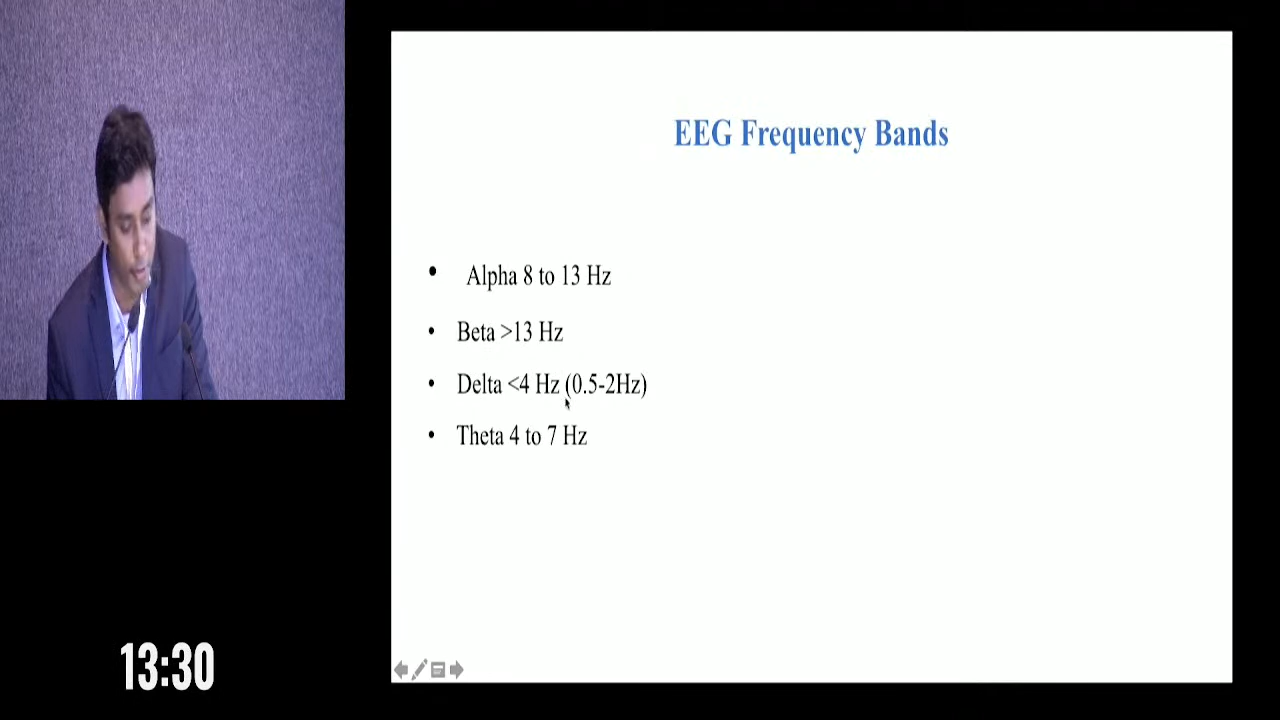 EEG Frequency Bands
• Alpha 8 to 13 Hz
• Beta >13 Hz
• Delta <4 Hz (0.5-2Hz)
• Theta 4 to 7 Hz
13:30